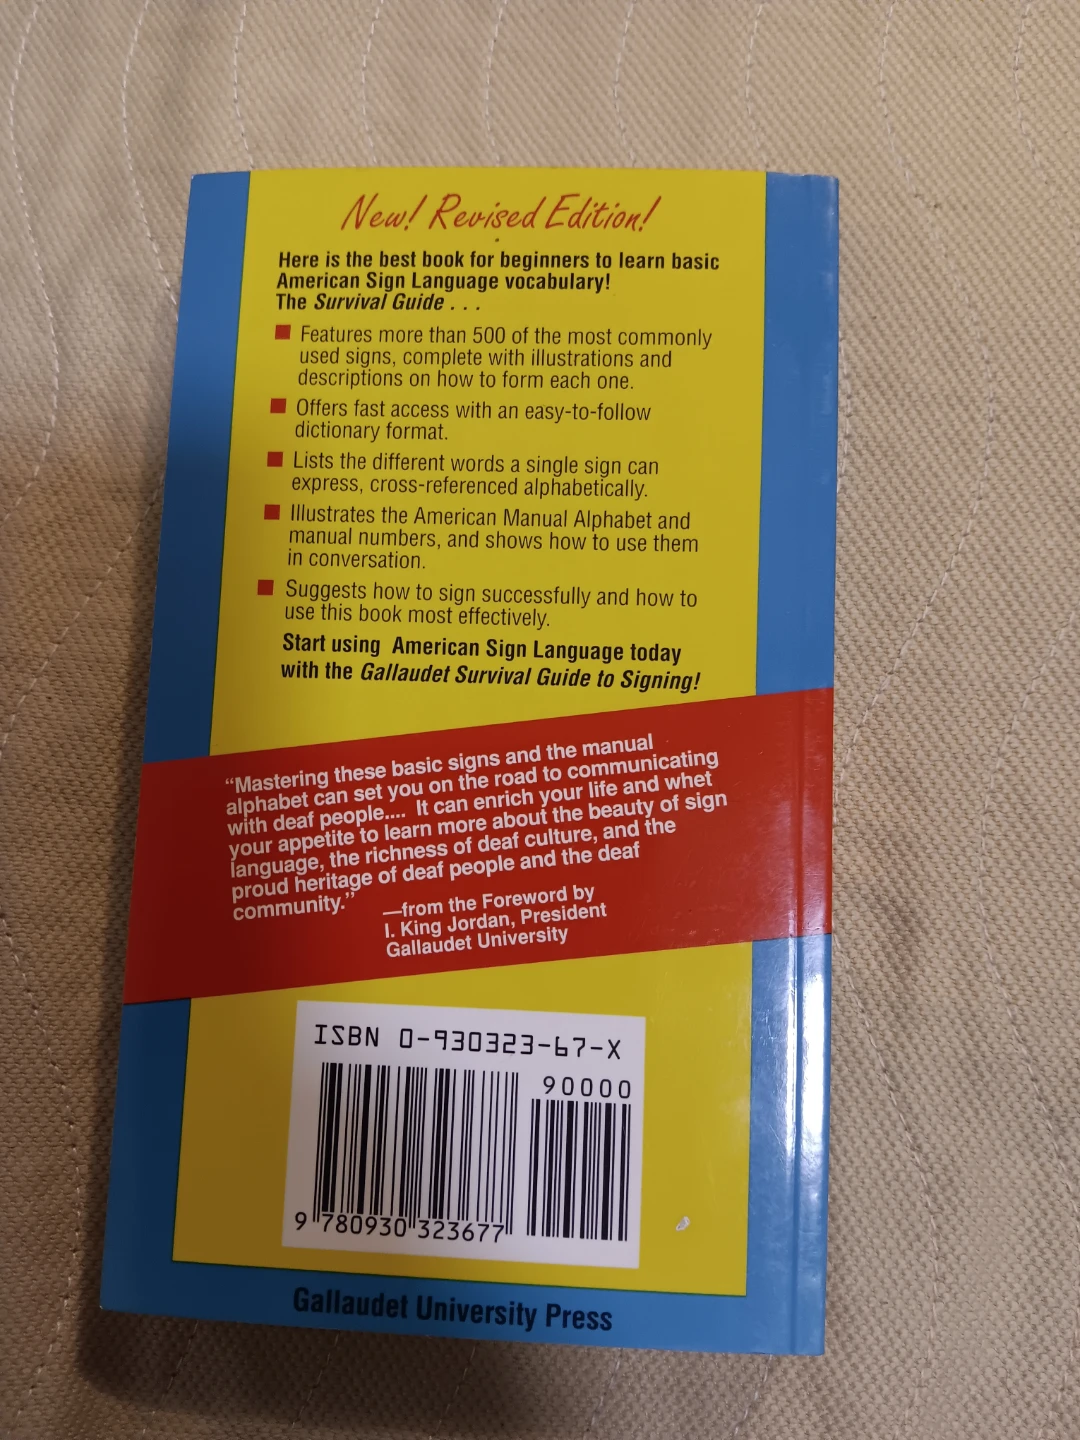 New! Revised Edition!
Here is the best book for beginners to learn basic
American Sign Language vocabulary!
The Survival Guide . . .
Features more than 500 of the most commonly
used signs, complete with illustrations and
descriptions on how to form each one.
Offers fast access with an easy-to-follow
dictionary format.
Lists the different words a single sign can
express, cross-referenced alphabetically.
Illustrates the American Manual Alphabet and
manual numbers, and shows how to use them
in conversation.
Suggests how to sign successfully and how to
use this book most effectively.
Start using American Sign Language today
with the Gallaudet Survival Guide to Signing!
“Mastering these basic signs and the manual
alphabet can set you on the road to communicating
with deaf people.... It can enrich your life and whet
your appetite to learn more about the beauty of sign
language, the richness of deaf culture, and the
proud heritage of deaf people and the deaf
community.”
—from the Foreword by
I. King Jordan, President
Gallaudet University
ISBN 0-930323-67-X
90000
9 780930 323677
Gallaudet University Press